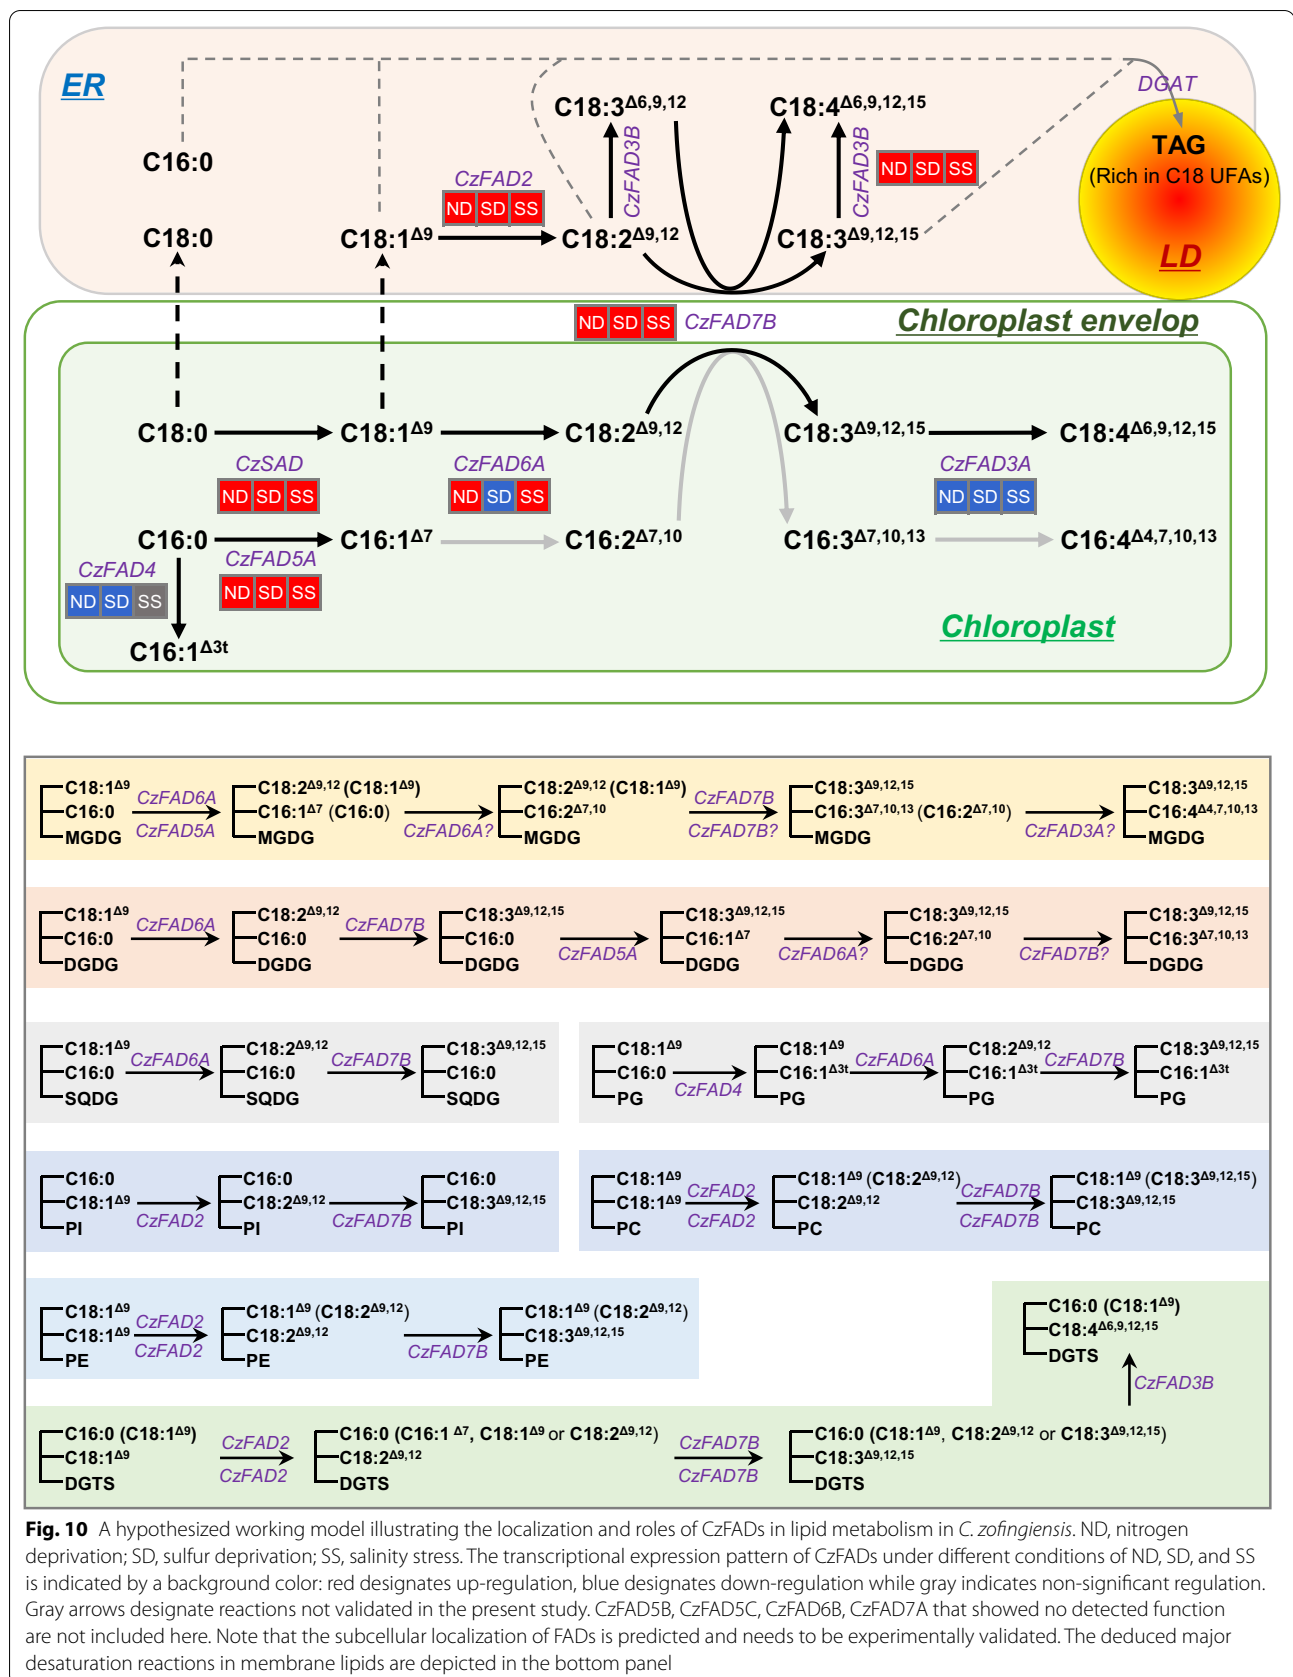 ER
DGAT
C18:3Δ6,9,12
C18:4Δ6,9,12,15
TAG
(Rich in C18 UFAs)
LD
C16:0
CzFAD2
ND SD SS
CzFAD3B
CzFAD3B
ND SD SS
C18:0
C18:1Δ9
C18:2Δ9,12
C18:3Δ9,12,15
ND SD SS
CzFAD7B
Chloroplast envelop
C18:0
C18:1Δ9
C18:2Δ9,12
C18:3Δ9,12,15
C18:4Δ6,9,12,15
CzSAD
CzFAD6A
CzFAD3A
ND SD SS
ND SD SS
ND SD SS
C16:0
C16:1Δ7
C16:2Δ7,10
C16:3Δ7,10,13
C16:4Δ4,7,10,13
CzFAD4
CzFAD5A
ND SD SS
ND SD SS
C16:1Δ3t
Chloroplast
C18:1Δ9 CzFAD6A C18:2Δ9,12 (C18:1Δ9) C18:2Δ9,12 (C18:1Δ9) CzFAD7B C18:3Δ9,12,15 C18:3Δ9,12,15
C16:0 C16:1Δ7 (C16:0) C16:2Δ7,10 C16:3Δ7,10,13 (C16:2Δ7,10) C16:4Δ4,7,10,13
MGDG CzFAD5A MGDG CzFAD6A? MGDG CzFAD7B? MGDG CzFAD3A? MGDG
C18:1Δ9 CzFAD6A C18:2Δ9,12 CzFAD7B C18:3Δ9,12,15 C18:3Δ9,12,15 C18:3Δ9,12,15 C18:3Δ9,12,15
C16:0 C16:0 C16:0 C16:1Δ7 C16:2Δ7,10 C16:3Δ7,10,13
DGDG DGDG DGDG CzFAD5A DGDG CzFAD6A? DGDG CzFAD7B? DGDG
C18:1Δ9 CzFAD6A C18:2Δ9,12 CzFAD7B C18:3Δ9,12,15
C16:0 C16:0 C16:0
SQDG SQDG SQDG
C18:1Δ9 C18:1Δ9 CzFAD6A C18:2Δ9,12 CzFAD7B C18:3Δ9,12,15
C16:0 C16:1Δ3t C16:1Δ3t C16:1Δ3t
PG CzFAD4 PG PG PG
C16:0 C16:0 C16:0
C18:1Δ9 C18:2Δ9,12 C18:3Δ9,12,15
PI CzFAD2 PI CzFAD7B PI
C18:1Δ9 CzFAD2 C18:1Δ9 (C18:2Δ9,12) CzFAD7B C18:1Δ9 (C18:3Δ9,12,15)
C18:1Δ9 C18:2Δ9,12 C18:3Δ9,12,15
PC CzFAD2 PC CzFAD7B PC
C18:1Δ9 CzFAD2 C18:1Δ9 (C18:2Δ9,12) C18:1Δ9 (C18:2Δ9,12)
C18:1Δ9 C18:2Δ9,12 C18:3Δ9,12,15
PE CzFAD2 PE CzFAD7B PE
C16:0 (C18:1Δ9)
C18:4Δ6,9,12,15
DGTS
CzFAD3B
C16:0 (C18:1Δ9) CzFAD2 C16:0 (C16:1 Δ7, C18:1Δ9 or C18:2Δ9,12) CzFAD7B C16:0 (C18:1Δ9, C18:2Δ9,12 or C18:3Δ9,12,15)
C18:1Δ9 C18:2Δ9,12 C18:3Δ9,12,15
DGTS CzFAD2 DGTS CzFAD7B DGTS
Fig. 10 A hypothesized working model illustrating the localization and roles of CzFADs in lipid metabolism in C. zofingiensis. ND, nitrogen
deprivation; SD, sulfur deprivation; SS, salinity stress. The transcriptional expression pattern of CzFADs under different conditions of ND, SD, and SS
is indicated by a background color: red designates up-regulation, blue designates down-regulation while gray indicates non-significant regulation.
Gray arrows designate reactions not validated in the present study. CzFAD5B, CzFAD5C, CzFAD6B, CzFAD7A that showed no detected function
are not included here. Note that the subcellular localization of FADs is predicted and needs to be experimentally validated. The deduced major
desaturation reactions in membrane lipids are depicted in the bottom panel